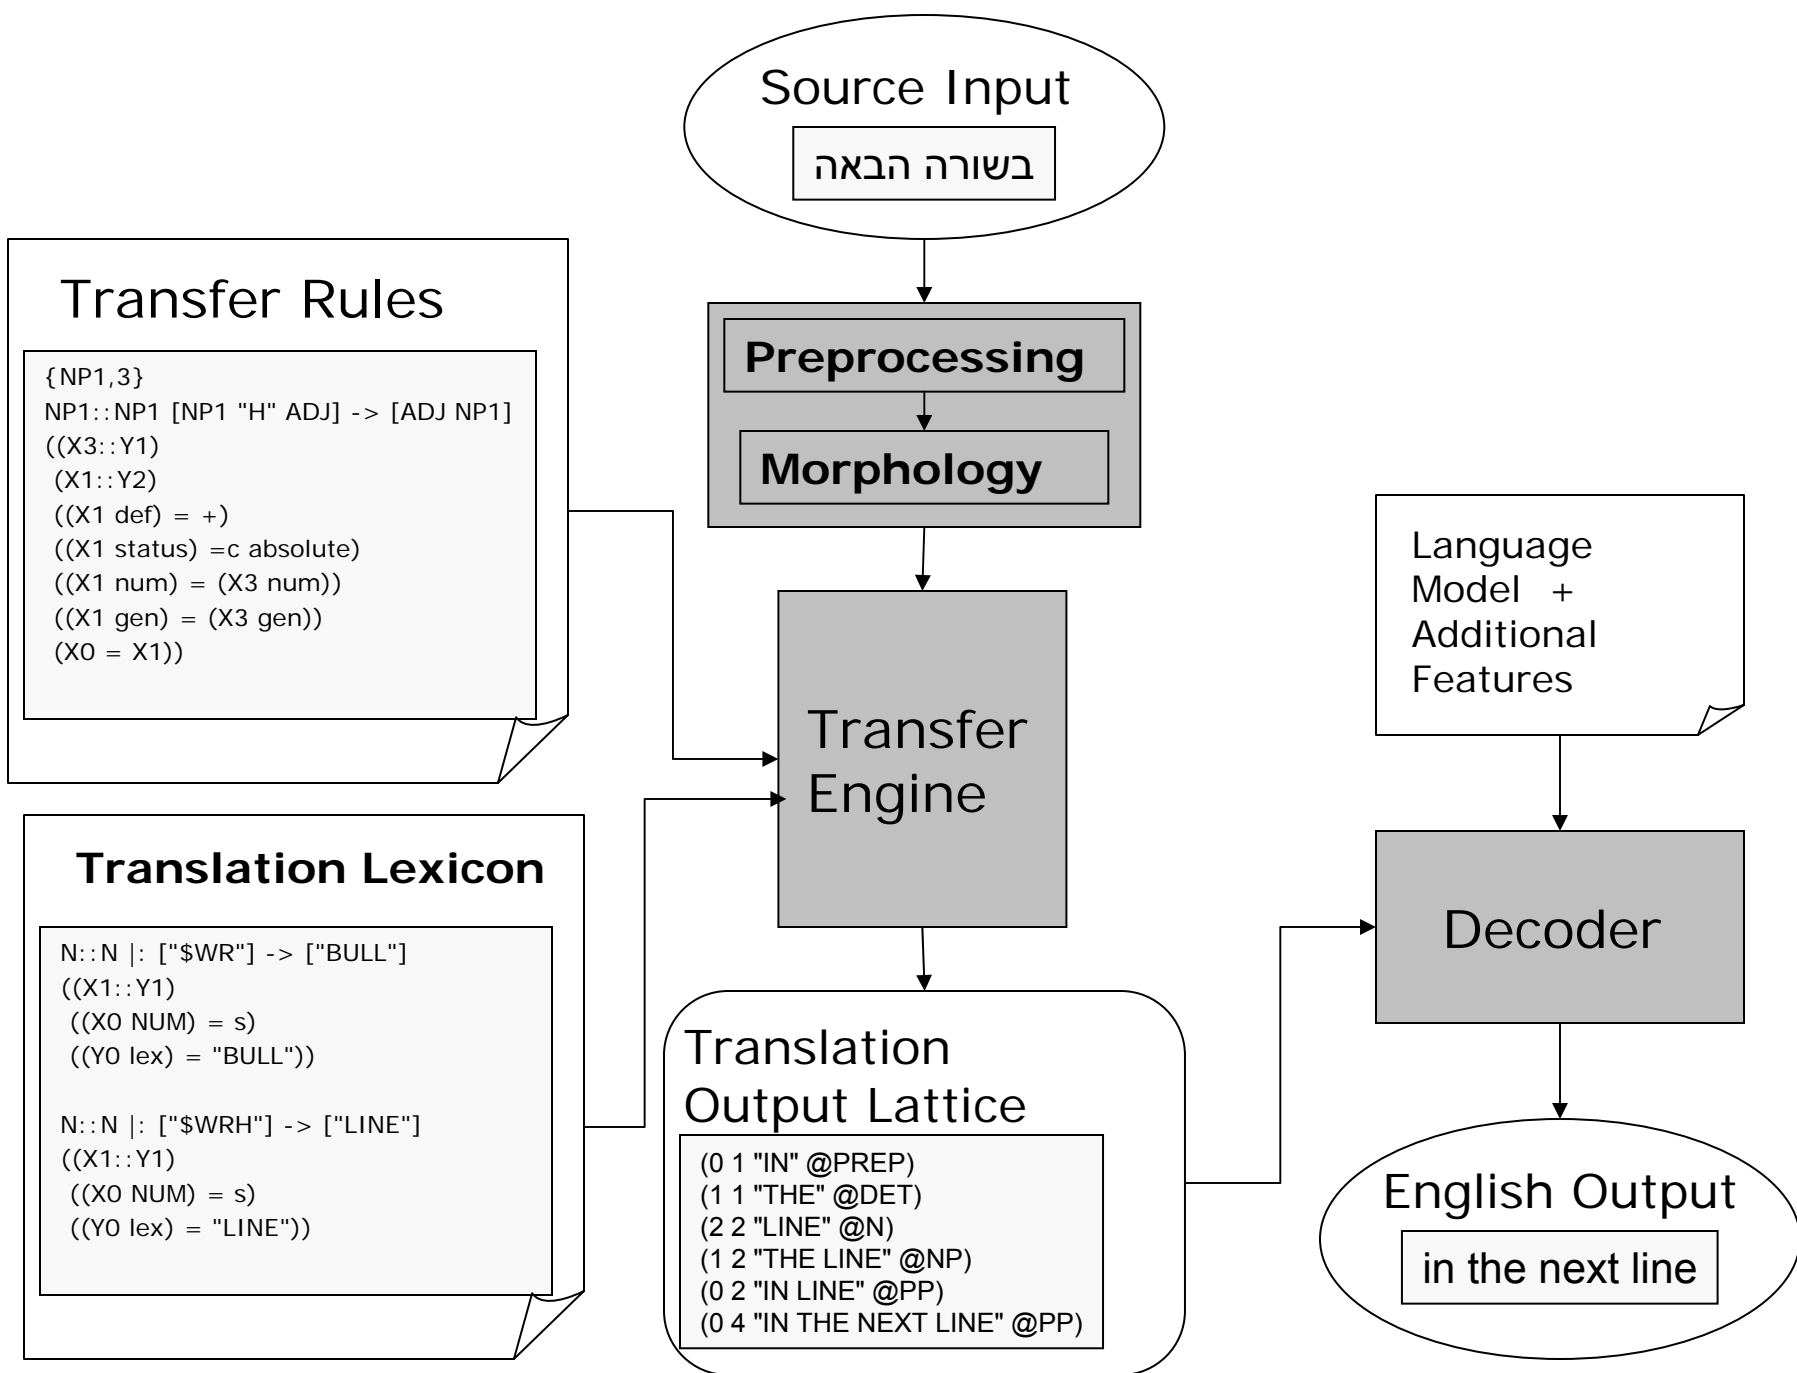 Source Input
בשורה הבאה
Transfer Rules
{NP1,3}
NP1::NP1 [NP1 "H" ADJ] -> [ADJ NP1]
((X3::Y1)
(X1::Y2)
((X1 def) = +)
((X1 status) =c absolute)
((X1 num) = (X3 num))
((X1 gen) = (X3 gen))
(X0 = X1))
Preprocessing
Morphology
Transfer
Engine
Language
Model +
Additional
Features
Translation Lexicon
N::N |: ["$WR"] -> ["BULL"]
((X1::Y1)
((X0 NUM) = s)
((Y0 lex) = "BULL"))
N::N |: ["$WRH"] -> ["LINE"]
((X1::Y1)
((X0 NUM) = s)
((Y0 lex) = "LINE"))
Translation
Output Lattice
(0 1 "IN" @PREP)
(1 1 "THE" @DET)
(2 2 "LINE" @N)
(1 2 "THE LINE" @NP)
(0 2 "IN LINE" @PP)
(0 4 "IN THE NEXT LINE" @PP)
Decoder
English Output
in the next line